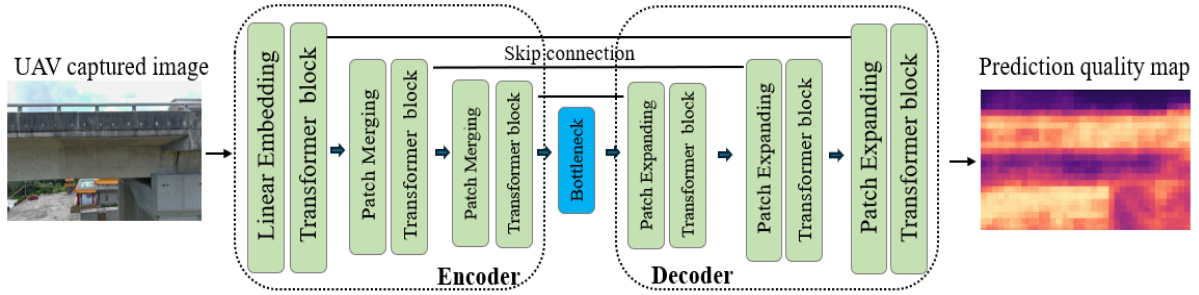 UAV captured image
Linear Embedding
Transformer block
Patch Merging
Transformer block
Patch Merging
Transformer block
Encoder
Skip connection
Bottleneck
Patch Expanding
Transformer block
Decoder
Patch Expanding
Transformer block
Patch Expanding
Transformer block
Prediction quality map